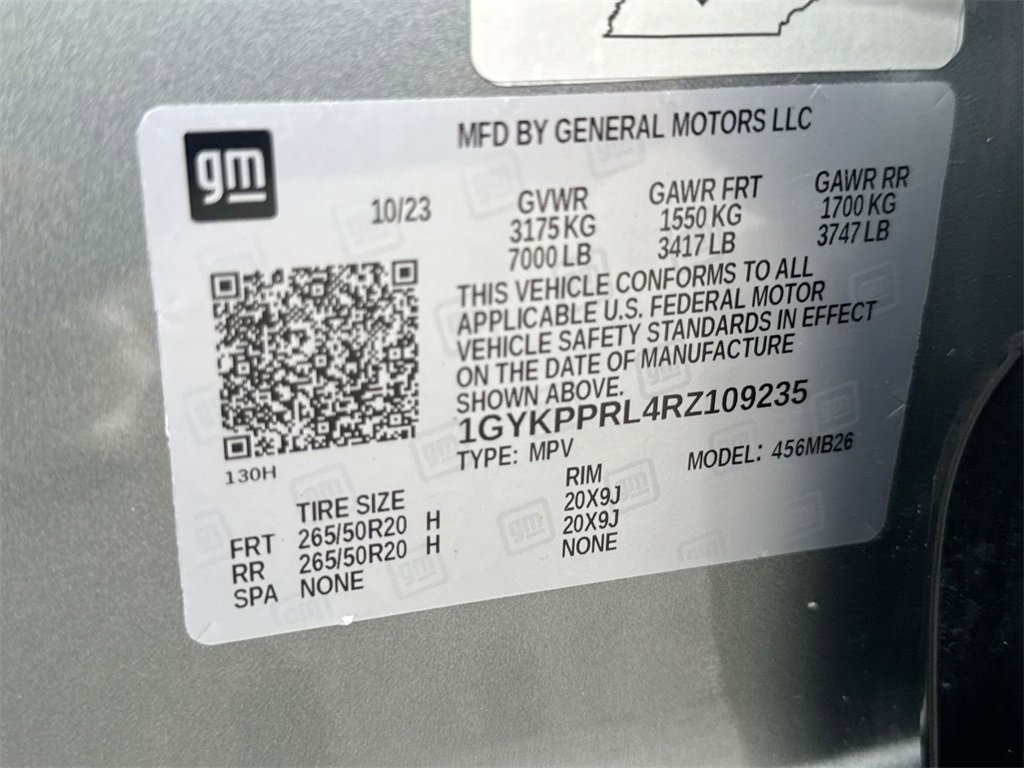 MFD BY GENERAL MOTORS LLC
gm
10/23
GVWR
3175 KG
7000 LB
GAWR FRT
1550 KG
3417 LB
GAWR RR
1700 KG
3747 LB
THIS VEHICLE CONFORMS TO ALL
APPLICABLE U.S. FEDERAL MOTOR
VEHICLE SAFETY STANDARDS IN EFFECT
ON THE DATE OF MANUFACTURE
SHOWN ABOVE.
1GYKPPRL4RZ109235
TYPE: MPV MODEL: 456MB26
130H
TIRE SIZE RIM
FRT 265/50R20 H 20X9J
RR 265/50R20 H 20X9J
SPA NONE NONE